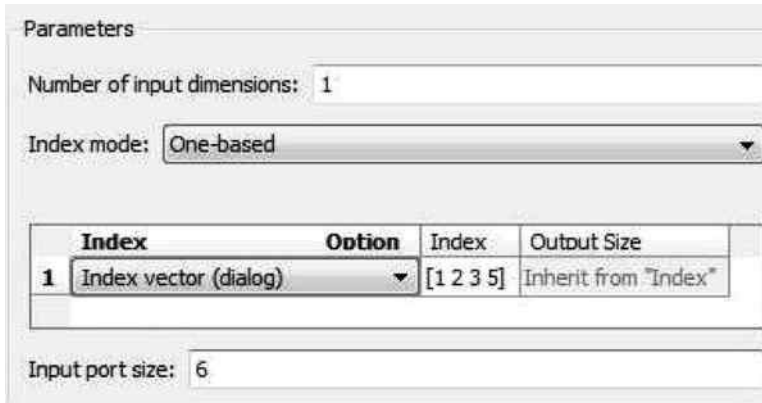 Parameters
Number of input dimensions: 1
Index mode: One-based
Index Option Index Output Size
1 Index vector (dialog) [1 2 3 5] Inherit from "Index"
Input port size: 6